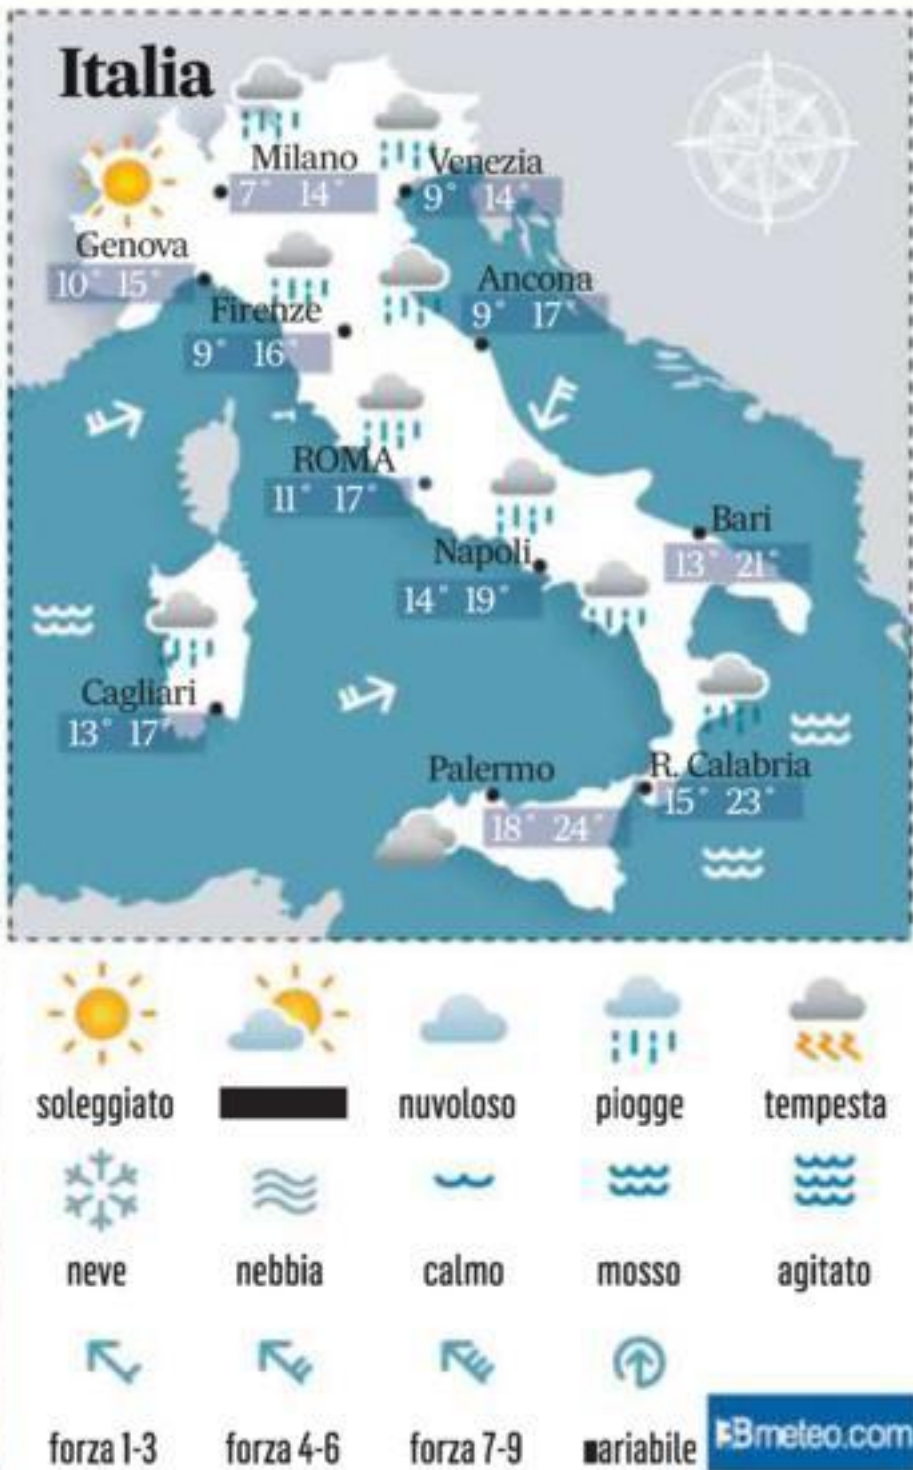 Italia
Milano
7° 14°
Venezia
9° 14°
Genova
10° 15°
Ancona
9° 17°
Firenze
9° 16°
ROMA
11° 17°
Bari
13° 21°
Napoli
14° 19°
Cagliari
13° 17°
Palermo
18° 24°
R. Calabria
15° 23°
soleggiato
nuvoloso
piogge
tempesta
neve
nebbia
calmo
mosso
agitato
forza 1-3
forza 4-6
forza 7-9
ariabile
3Bmeteo.com